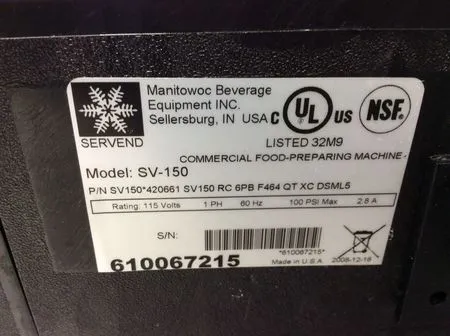 Manitowoc Beverage
Equipment INC.
Sellersburg, IN USA
SERVEND
C UL US
NSF
LISTED 32M9
COMMERCIAL FOOD-PREPARING MACHINE
Model: SV-150
P/N SV150*420661 SV150 RC 6PB F464 QT XC DSML5
Rating: 115 Volts 1 PH 60 Hz 100 PSI Max 2.8 A
S/N:
*610067215*
610067215
Made in U.S.A.
2008-12-16